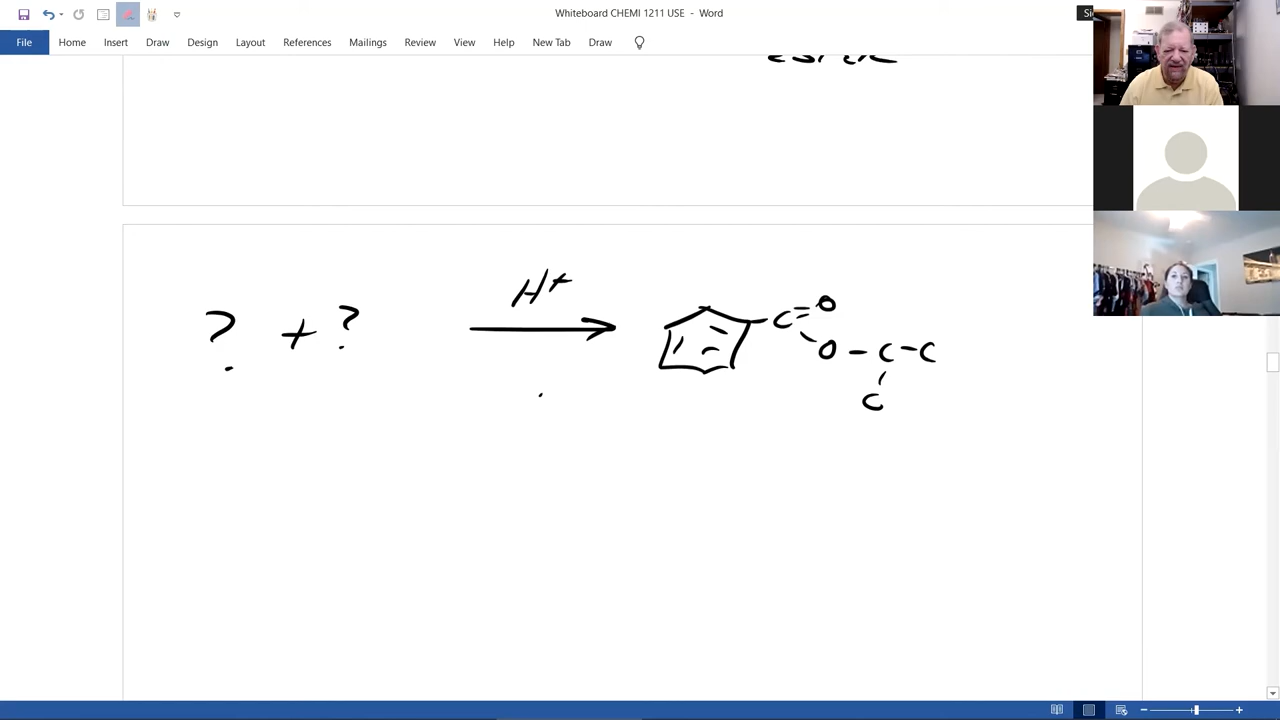 Whiteboard CHEMI 1211 USE - Word
File Home Insert Draw Design Layout References Mailings Review View Help New Tab Draw
ESTER
H+
? + ?
C = O
O - C - C
C